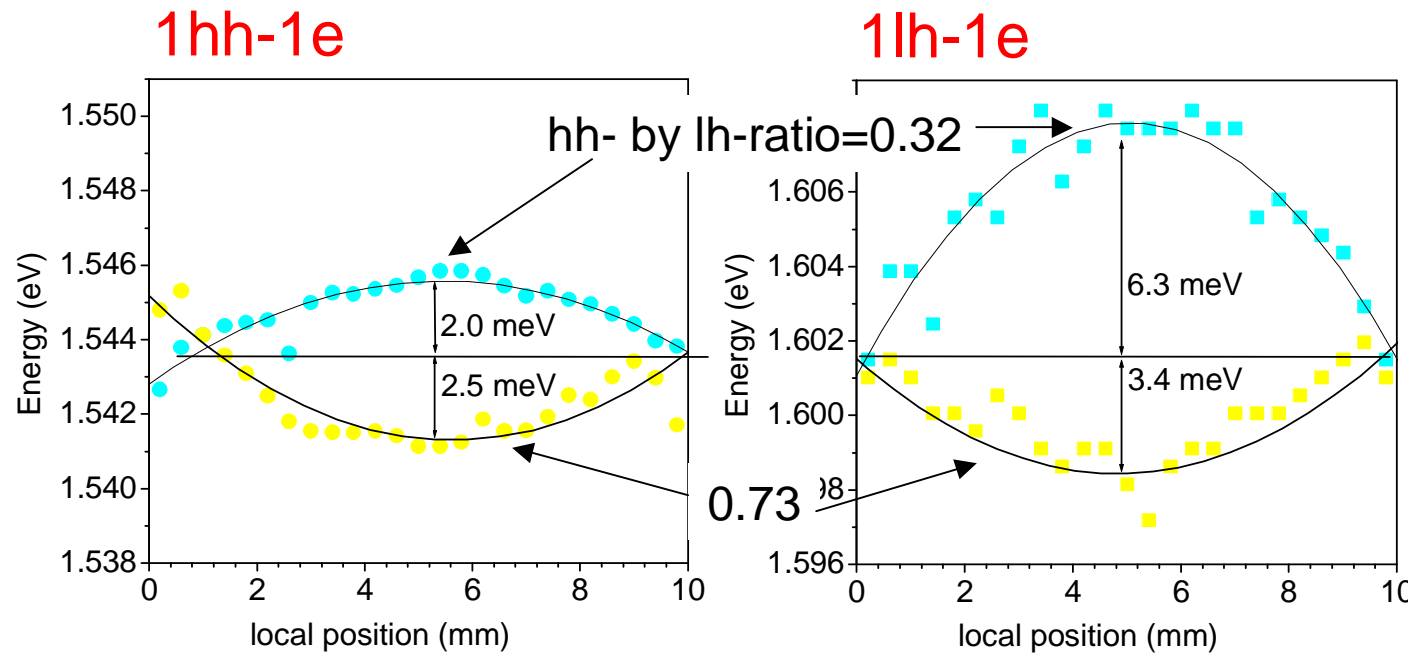 1hh-1e
1lh-1e
hh- by lh-ratio=0.32
0.73
Energy (eV)
1.550
1.548
1.546
1.544
1.542
1.540
1.538
2.0 meV
2.5 meV
0
2
4
6
8
10
local position (mm)
Energy (eV)
1.606
1.604
1.602
1.600
98
1.596
6.3 meV
3.4 meV
0
2
4
6
8
10
local position (mm)